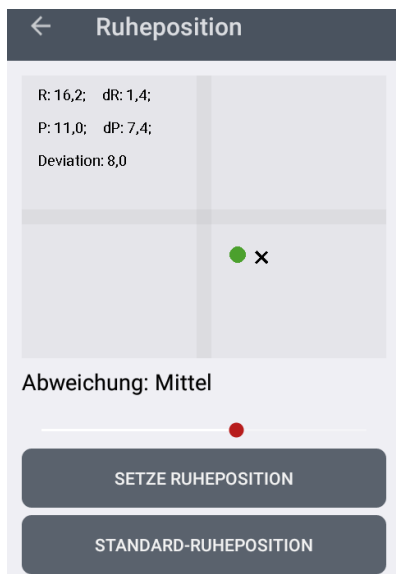 Ruheposition
R: 16,2; dR: 1,4;
P: 11,0; dP: 7,4;
Deviation: 8,0
Abweichung: Mittel
SETZE RUHEPOSITION
STANDARD-RUHEPOSITION